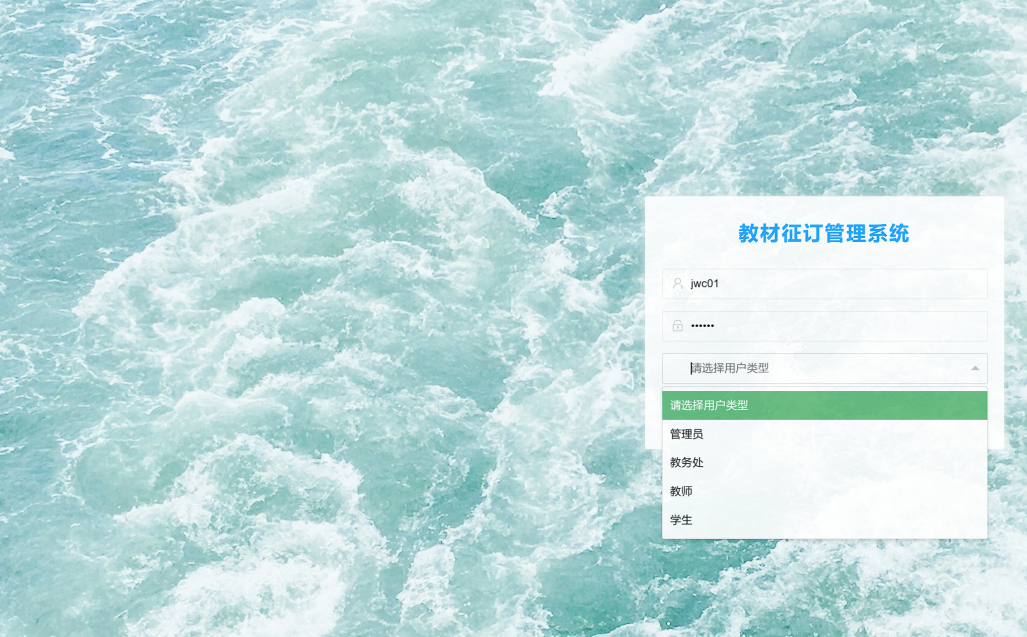 教材征订管理系统
jwc01
••••••
请选择用户类型
请选择用户类型
管理员
教务处
教师
学生